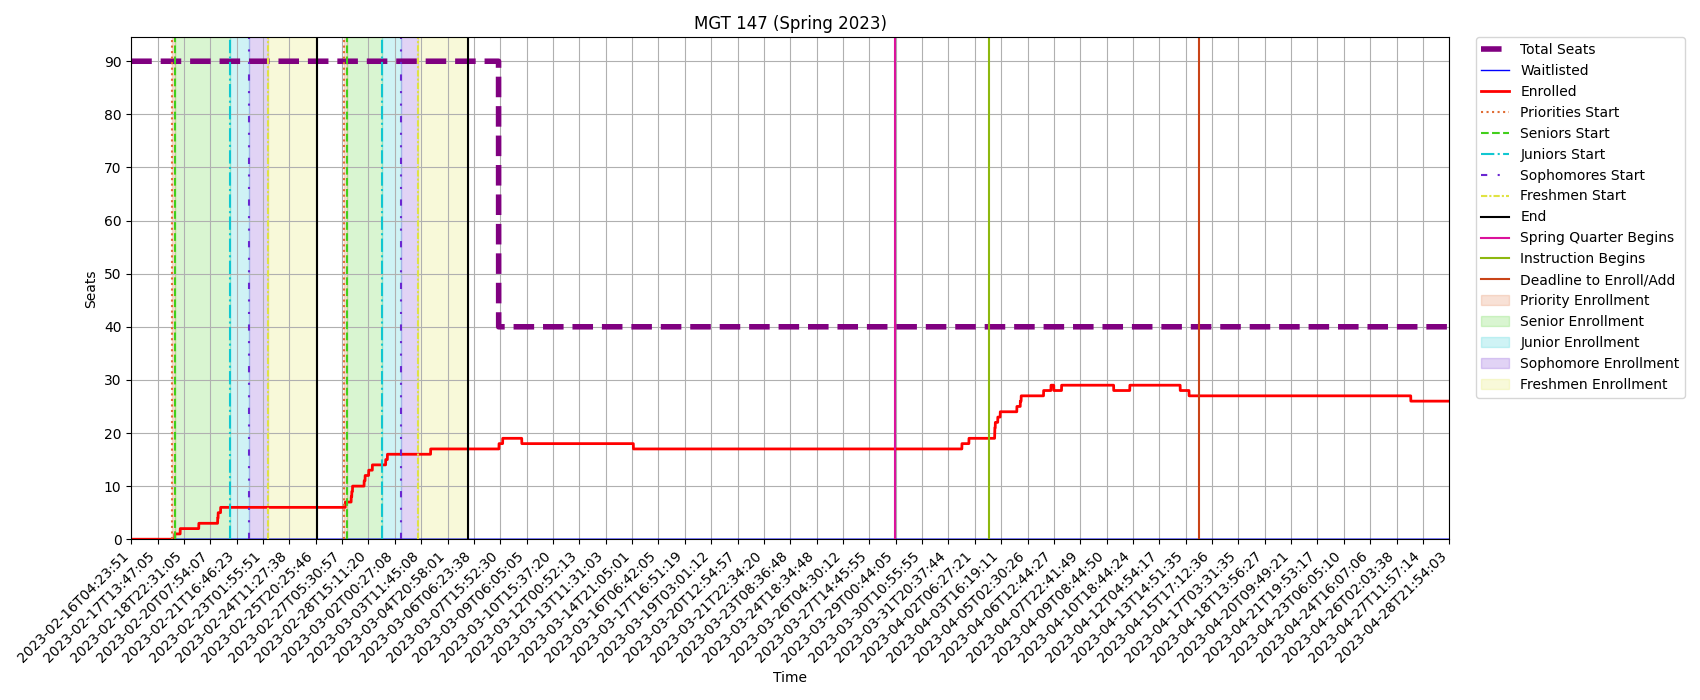 MGT 147 (Spring 2023)
Seats
90
80
70
60
50
40
30
20
10
0
2023-02-16T04:23:51
2023-02-17T13:47:05
2023-02-18T22:31:05
2023-02-20T07:54:07
2023-02-21T16:46:23
2023-02-23T01:55:51
2023-02-24T11:27:38
2023-02-25T20:25:46
2023-02-27T05:30:57
2023-02-28T15:11:20
2023-03-02T00:27:08
2023-03-03T11:45:08
2023-03-04T20:58:01
2023-03-06T06:23:38
2023-03-07T15:52:30
2023-03-09T06:05:05
2023-03-10T15:37:20
2023-03-12T00:52:13
2023-03-13T11:31:03
2023-03-14T21:05:01
2023-03-16T06:42:05
2023-03-17T16:51:19
2023-03-19T03:01:12
2023-03-20T12:54:57
2023-03-21T22:34:20
2023-03-23T08:36:48
2023-03-24T18:34:48
2023-03-26T04:30:12
2023-03-27T14:45:55
2023-03-29T00:44:05
2023-03-30T10:55:55
2023-03-31T20:37:44
2023-04-02T06:27:21
2023-04-03T16:19:11
2023-04-05T02:30:26
2023-04-06T12:44:27
2023-04-07T22:41:49
2023-04-09T08:44:50
2023-04-10T18:44:24
2023-04-12T04:54:17
2023-04-13T14:51:35
2023-04-15T17:12:36
2023-04-17T03:31:35
2023-04-18T13:56:27
2023-04-20T09:49:21
2023-04-21T19:53:17
2023-04-23T06:05:10
2023-04-24T16:07:06
2023-04-26T02:03:38
2023-04-27T11:57:14
2023-04-28T21:54:03
Time
Total Seats
Waitlisted
Enrolled
Priorities Start
Seniors Start
Juniors Start
Sophomores Start
Freshmen Start
End
Spring Quarter Begins
Instruction Begins
Deadline to Enroll/Add
Priority Enrollment
Senior Enrollment
Junior Enrollment
Sophomore Enrollment
Freshmen Enrollment